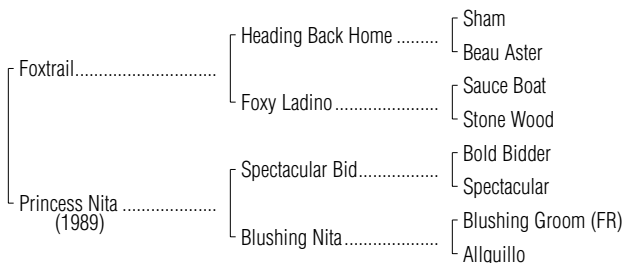 Sham
Heading Back Home .........
Beau Aster
Foxtrail..............................
Sauce Boat
Foxy Ladino......................
Stone Wood
Bold Bidder
Spectacular Bid.................
Spectacular
Princess Nita ....................
(1989)
Blushing Groom (FR)
Blushing Nita....................
Allquillo